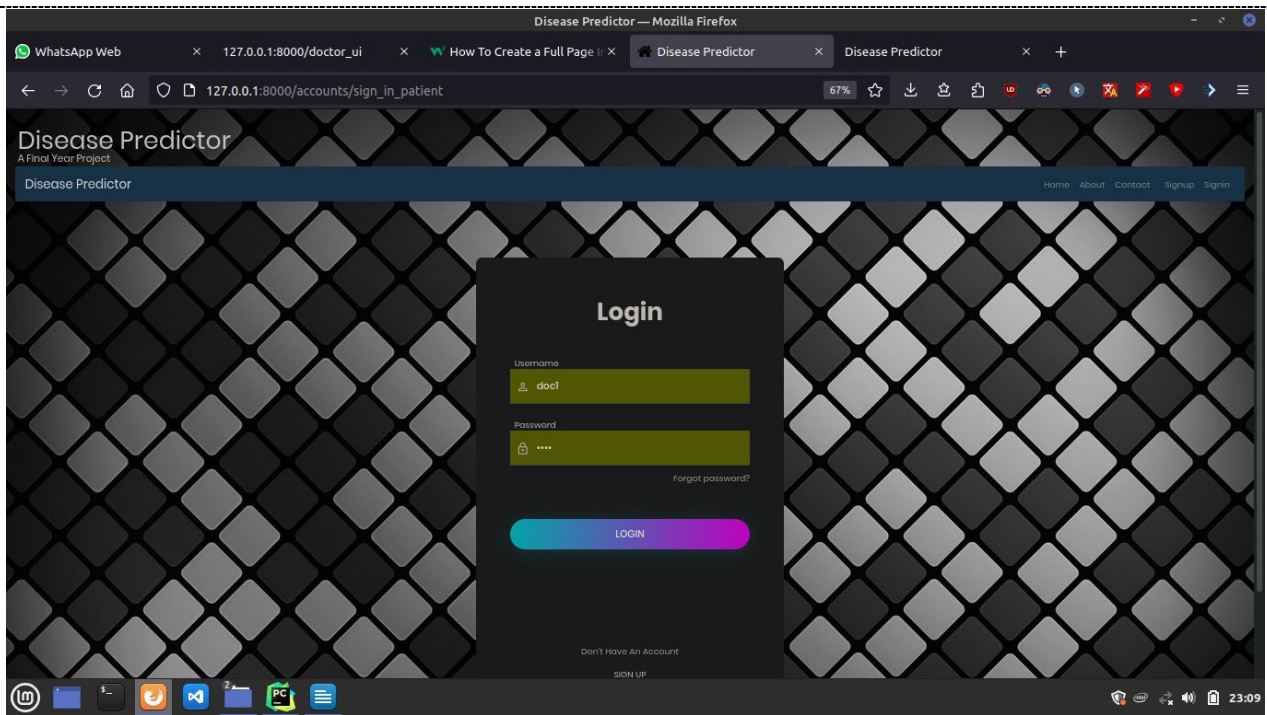 Disease Predictor — Mozilla Firefox
WhatsApp Web × 127.0.0.1:8000/doctor_ui × How To Create a Full Page I × Disease Predictor × Disease Predictor × +
127.0.0.1:8000/accounts/sign_in_patient 67%
Disease Predictor
A Final Year Project
Disease Predictor Home About Contact Signup Signin
Login
Username
doc1
Password
••••
Forgot password?
LOGIN
Don't Have An Account
SIGN UP
2
PC
23:09